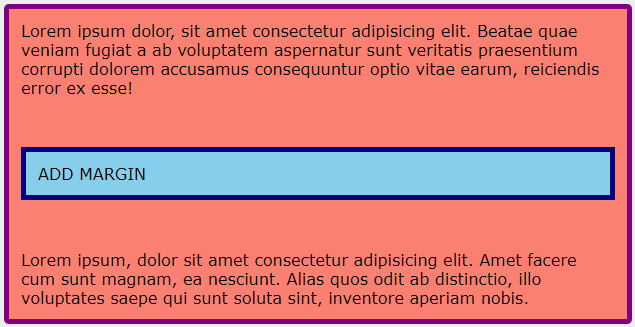 Lorem ipsum dolor, sit amet consectetur adipisicing elit. Beatae quae
veniam fugiat a ab voluptatem aspernatur sunt veritatis praesentium
corrupti dolorem accusamus consequuntur optio vitae earum, reiciendis
error ex esse!
ADD MARGIN
Lorem ipsum, dolor sit amet consectetur adipisicing elit. Amet facere
cum sunt magnam, ea nesciunt. Alias quos odit ab distinctio, illo
voluptates saepe qui sunt soluta sint, inventore aperiam nobis.